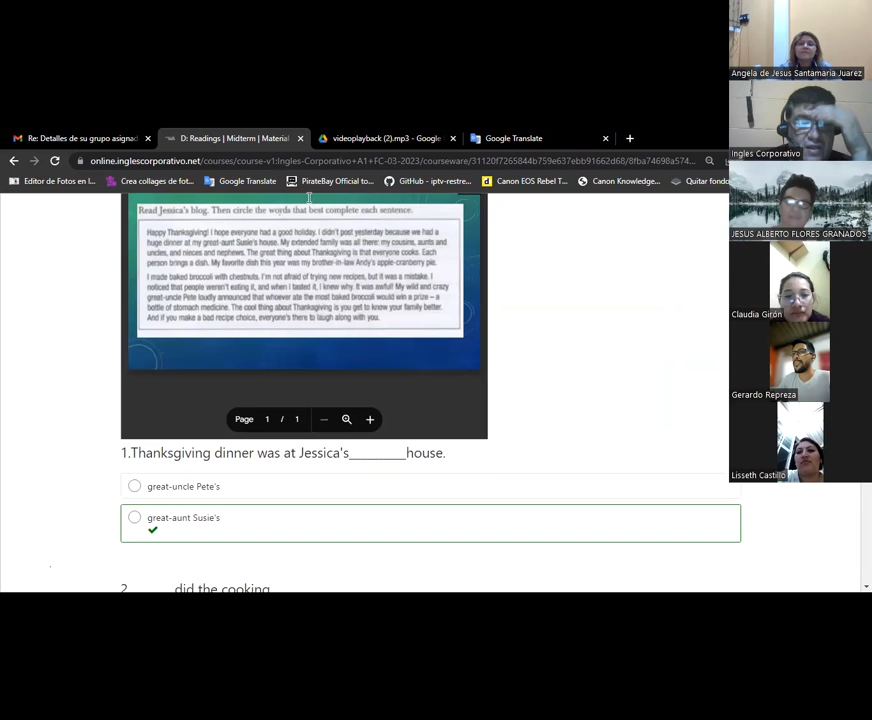 Re: Detalles de su grupo asignad
D: Readings | Midterm | Material
videoplayback (2).mp3 - Google
Google Translate
online.inglescorporativo.net/courses/course-v1:Ingles-Corporativo+A1+FC-03-2023/courseware/31120f7265844b759e637ebb91662d68/8fba74698a574...
Editor de Fotos en l...
Crea collages de fot...
Google Translate
PirateBay Official to...
GitHub - iptv-restre...
Canon EOS Rebel T...
Canon Knowledge...
Quitar fondo
Read Jessica's blog. Then circle the words that best complete each sentence.
Happy Thanksgiving! I hope everyone had a good holiday. I didn't post yesterday because we had a
huge dinner at my great-aunt Susie's house. My extended family was all there: my cousins, aunts and
uncles, and nieces and nephews. The great thing about Thanksgiving is that everyone cooks. Each
person brings a dish. My favorite dish this year was my brother-in-law Andy's apple-cranberry pie.
I made baked broccoli with chestnuts. I'm not afraid of trying new recipes, but it was a mistake. I
noticed that people weren't eating it, and when I tasted it, I knew why. It was awful! My wild and crazy
great-uncle Pete loudly announced that whoever ate the most baked broccoli would win a prize – a
bottle of stomach medicine. The cool thing about Thanksgiving is you get to know your family better.
And if you make a bad recipe choice, everyone's there to laugh along with you.
Page 1 / 1
1.Thanksgiving dinner was at Jessica's_________house.
great-uncle Pete's
great-aunt Susie's
2.______did the cooking
Angela de Jesus Santamaria Juarez
Ingles Corporativo
JESUS ALBERTO FLORES GRANADOS
Claudia Girón
Gerardo Repreza
Lisseth Castillo